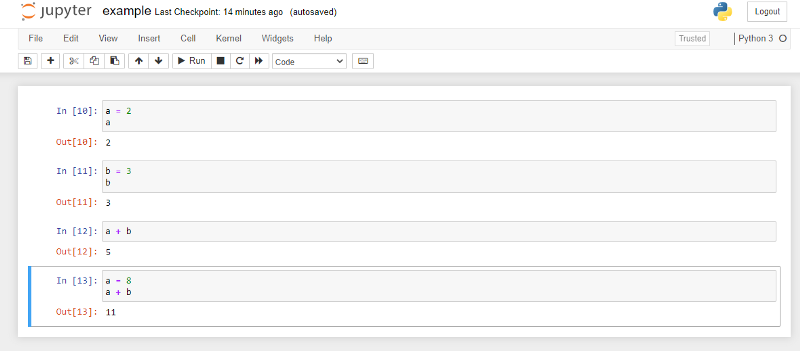 jupyter example Last Checkpoint: 14 minutes ago (autosaved) Logout
File Edit View Insert Cell Kernel Widgets Help Trusted Python 3
Run Code
In [10]: a = 2
a
Out[10]: 2
In [11]: b = 3
b
Out[11]: 3
In [12]: a + b
Out[12]: 5
In [13]: a = 8
a + b
Out[13]: 11